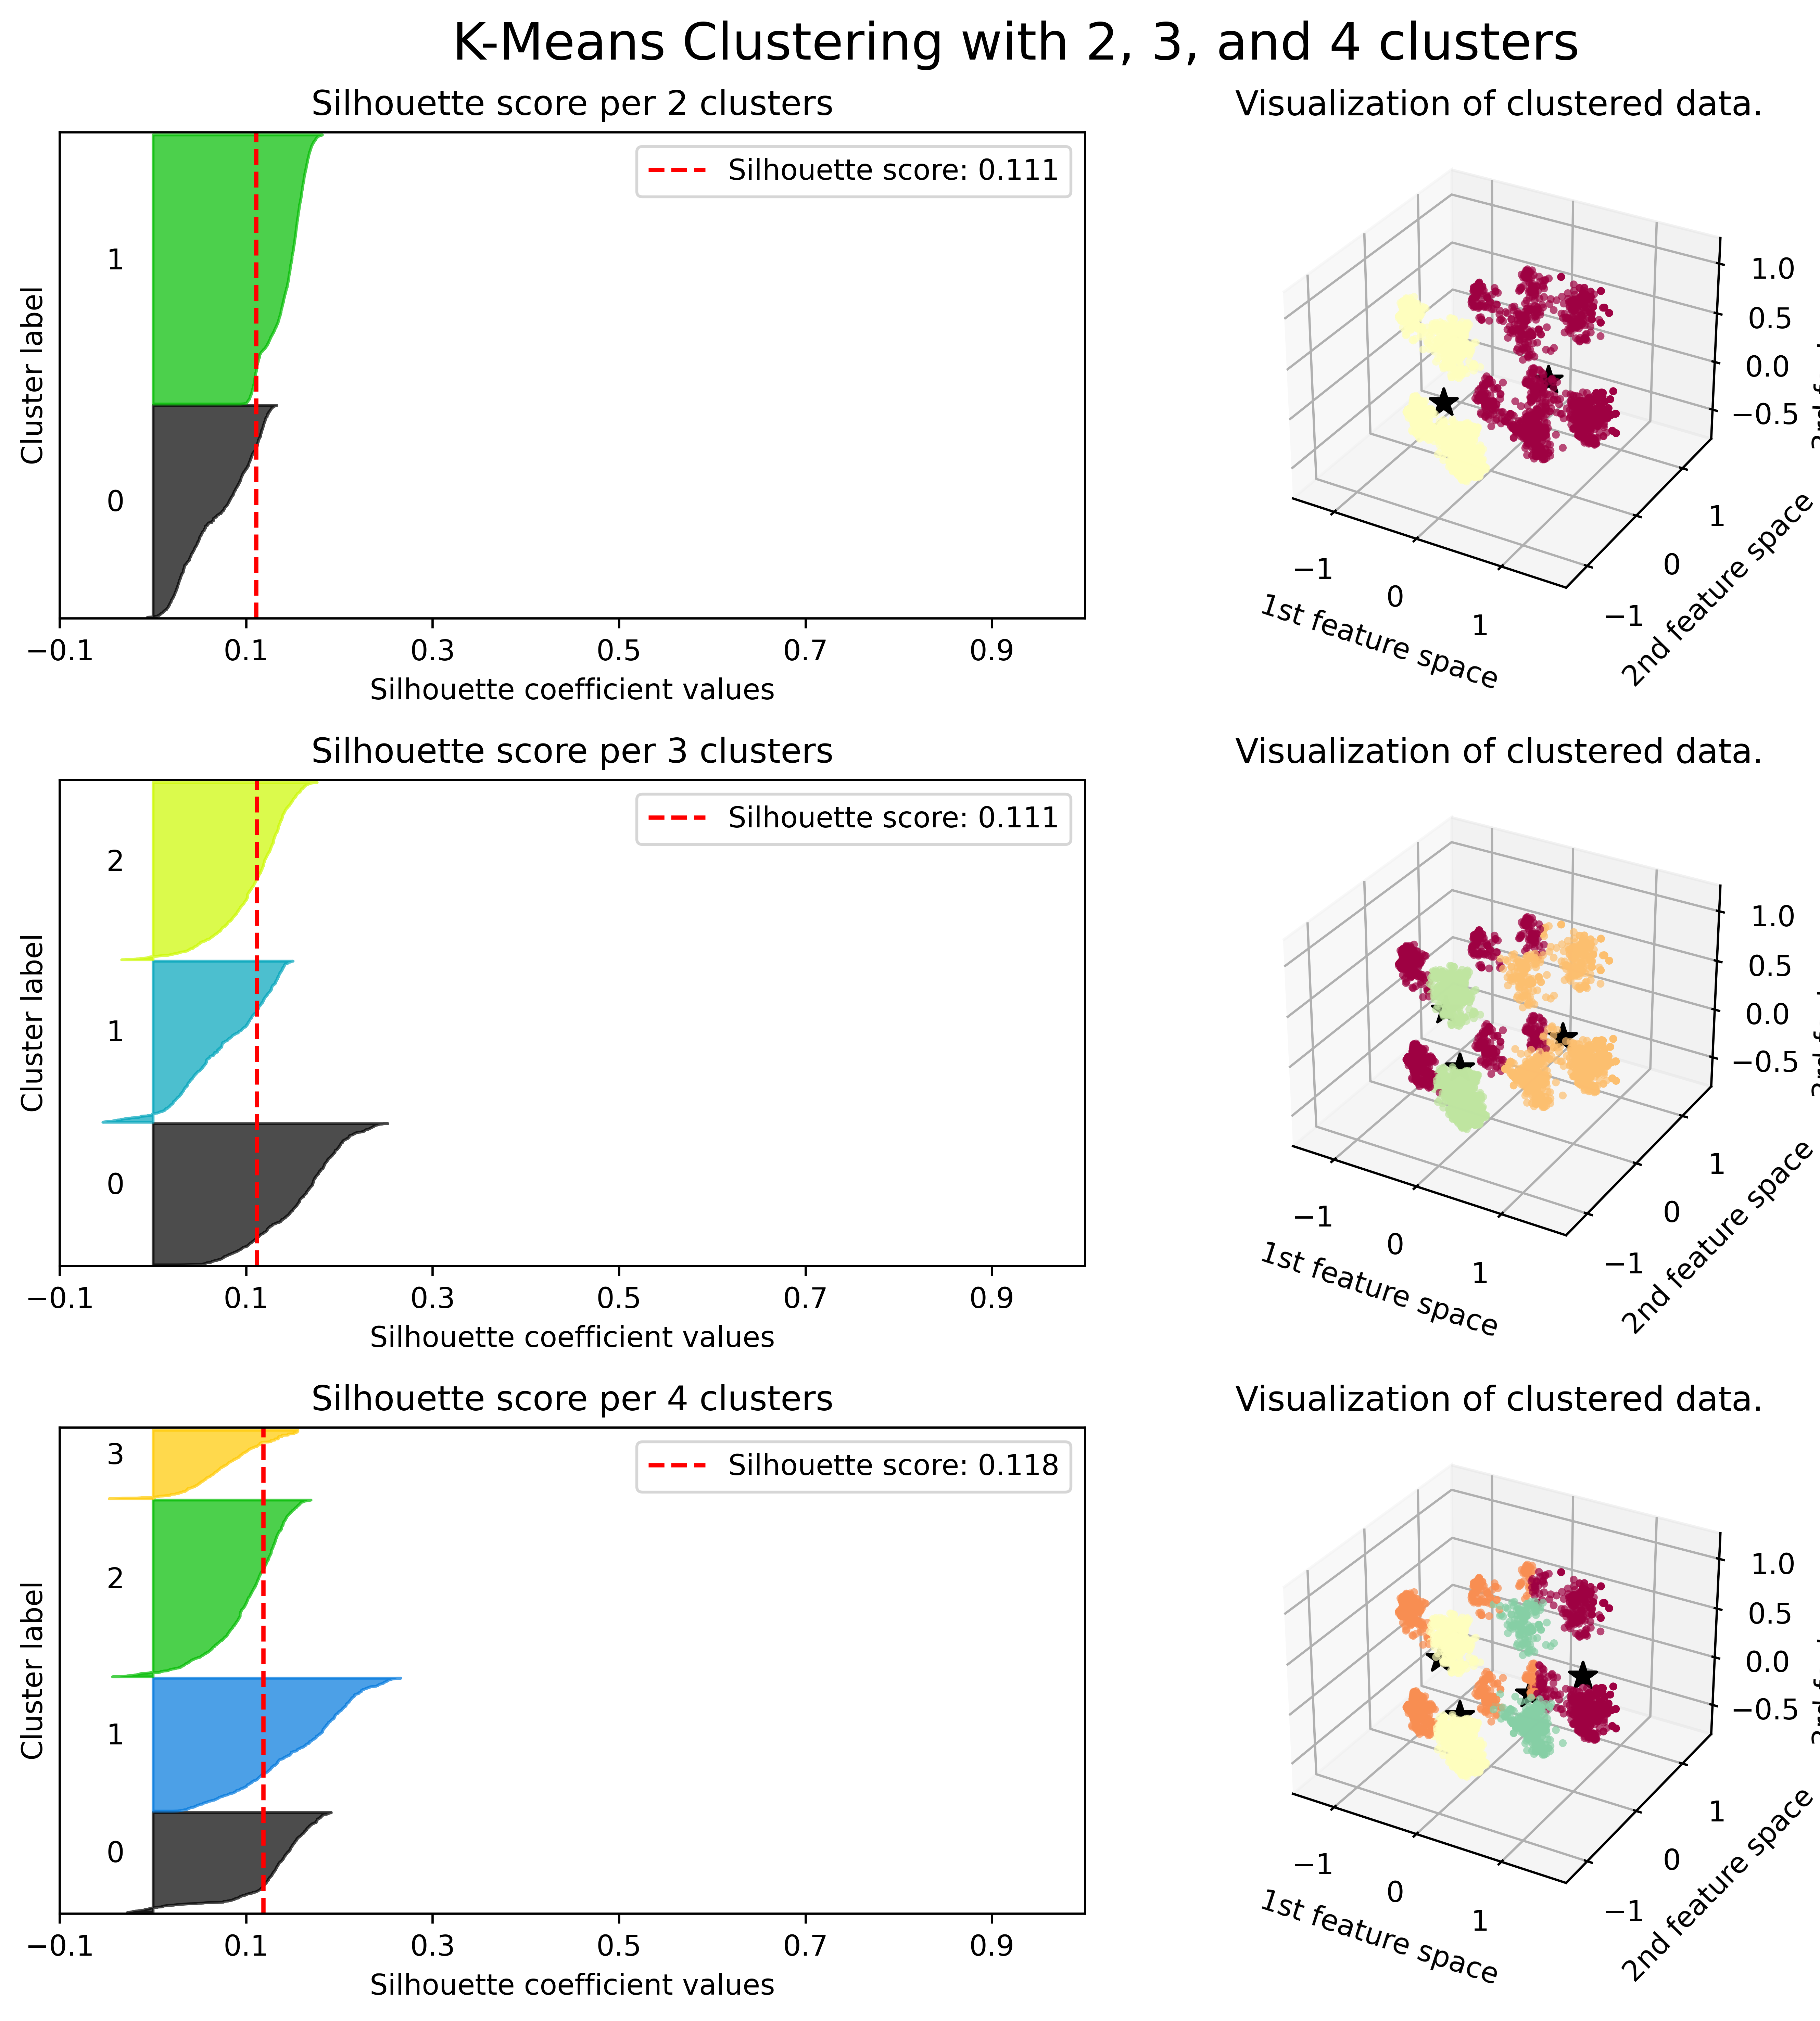 K-Means Clustering with 2, 3, and 4 clusters
Silhouette score per 2 clusters
Silhouette score: 0.111
1
0
Cluster label
−0.1 0.1 0.3 0.5 0.7 0.9
Silhouette coefficient values
Visualization of clustered data.
1.0
0.5
0.0
−0.5
−1 0 1
1st feature space
−1 0 1
2nd feature space
Silhouette score per 3 clusters
Silhouette score: 0.111
2
1
0
Cluster label
−0.1 0.1 0.3 0.5 0.7 0.9
Silhouette coefficient values
Visualization of clustered data.
1.0
0.5
0.0
−0.5
−1 0 1
1st feature space
−1 0 1
2nd feature space
Silhouette score per 4 clusters
Silhouette score: 0.118
3
2
1
0
Cluster label
−0.1 0.1 0.3 0.5 0.7 0.9
Silhouette coefficient values
Visualization of clustered data.
1.0
0.5
0.0
−0.5
−1 0 1
1st feature space
−1 0 1
2nd feature space